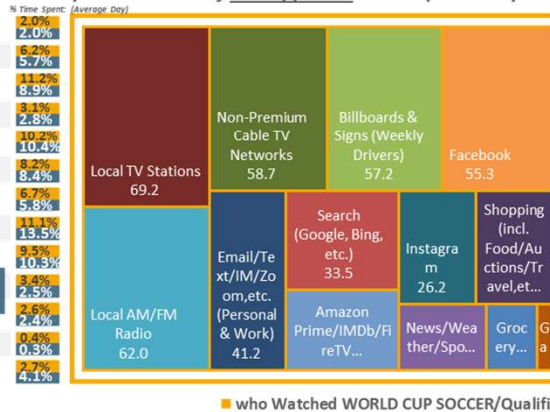 % Time Spent: (Average Day)
2.0%
2.0%
6.2%
5.7%
11.2%
8.9%
3.1%
2.8%
10.2%
10.4%
8.2%
8.4%
6.7%
5.8%
11.1%
13.5%
9.5%
10.3%
3.4%
2.5%
2.6%
2.4%
0.4%
0.3%
2.7%
4.1%
Local TV Stations
69.2
Local AM/FM
Radio
62.0
Non-Premium
Cable TV
Networks
58.7
Billboards &
Signs (Weekly
Drivers)
57.2
Facebook
55.3
Email/Te
xt/IM/Zo
om,etc.
(Personal
& Work)
41.2
Search
(Google, Bing,
etc.)
33.5
Amazon
Prime/IMDb/Fi
reTV...
Instagra
m
26.2
Shopping
(incl.
Food/Au
ctions/Tr
avel,et...
News/Wea
ther/Spo...
Groc
ery...
G
a
who Watched WORLD CUP SOCCER/Qualifi